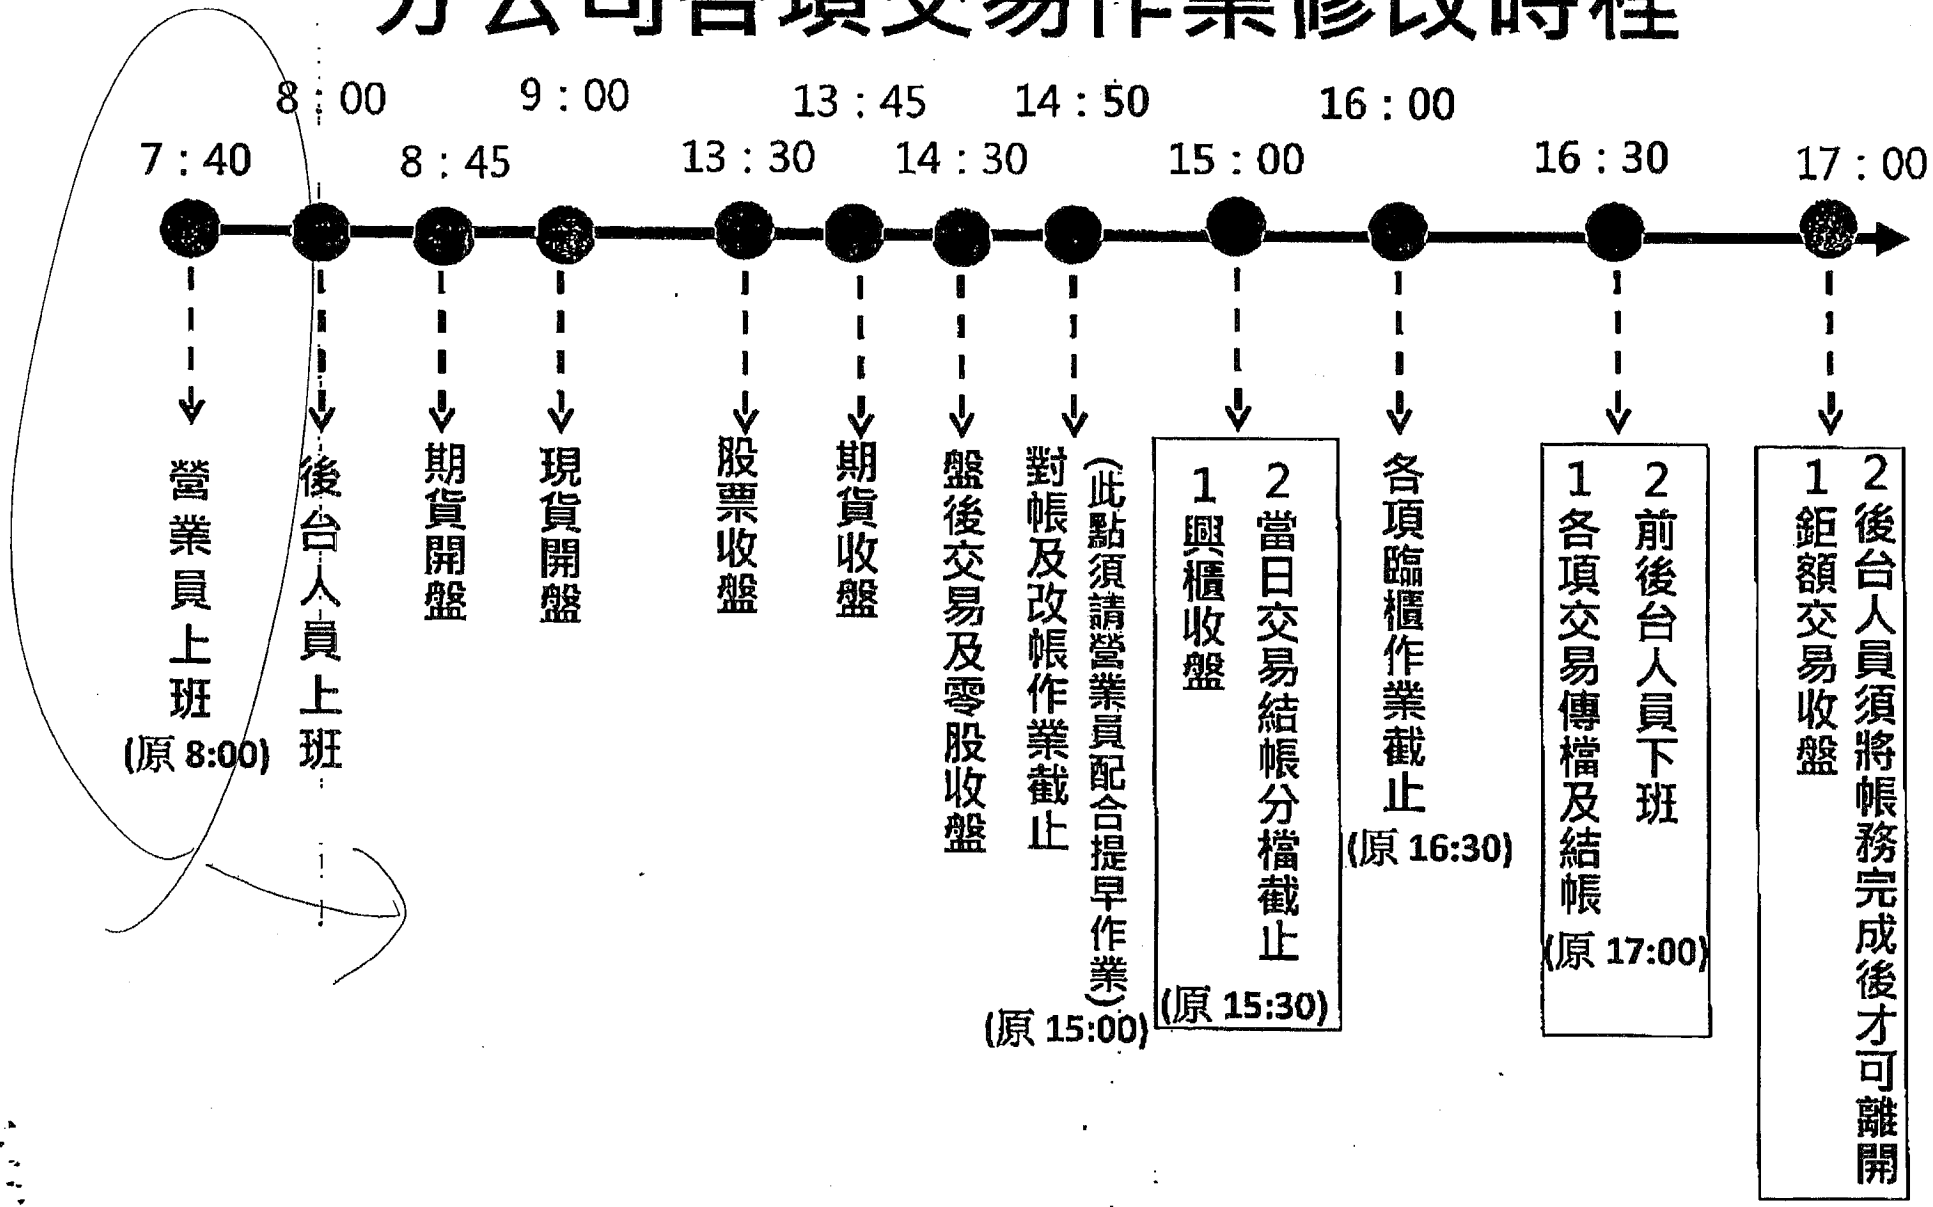 分公司各項交易作業修改時程
7：40
8：00
8：45
9：00
13：30
13：45
14：30
14：50
15：00
16：00
16：30
17：00
營業員上班
(原 8:00)
後台人員上班
期貨開盤
現貨開盤
股票收盤
期貨收盤
盤後交易及零股收盤
對帳及改帳作業截止
(此點須請營業員配合提早作業)
(原 15:00)
1 興櫃收盤
2 當日交易結帳分檔截止
(原 15:30)
各項臨櫃作業截止
(原 16:30)
1 各項交易傳檔及結帳
(原 17:00)
2 前後台人員下班
1 鉅額交易收盤
2 後台人員須將帳務完成後才可離開